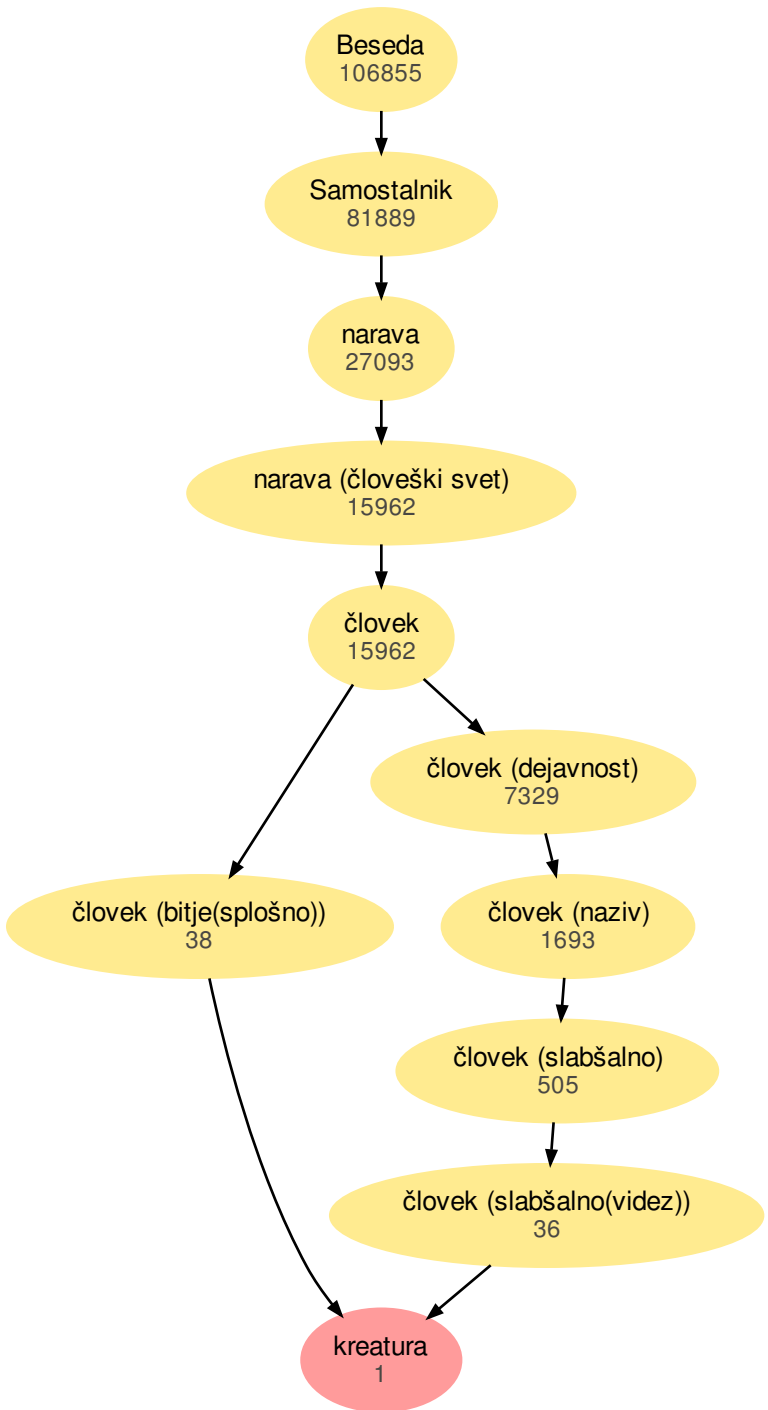 Beseda
106855
Samostalnik
81889
narava
27093
narava (človeški svet)
15962
človek
15962
človek (dejavnost)
7329
človek (bitje(splošno))
38
človek (naziv)
1693
človek (slabšalno)
505
človek (slabšalno(videz))
36
kreatura
1